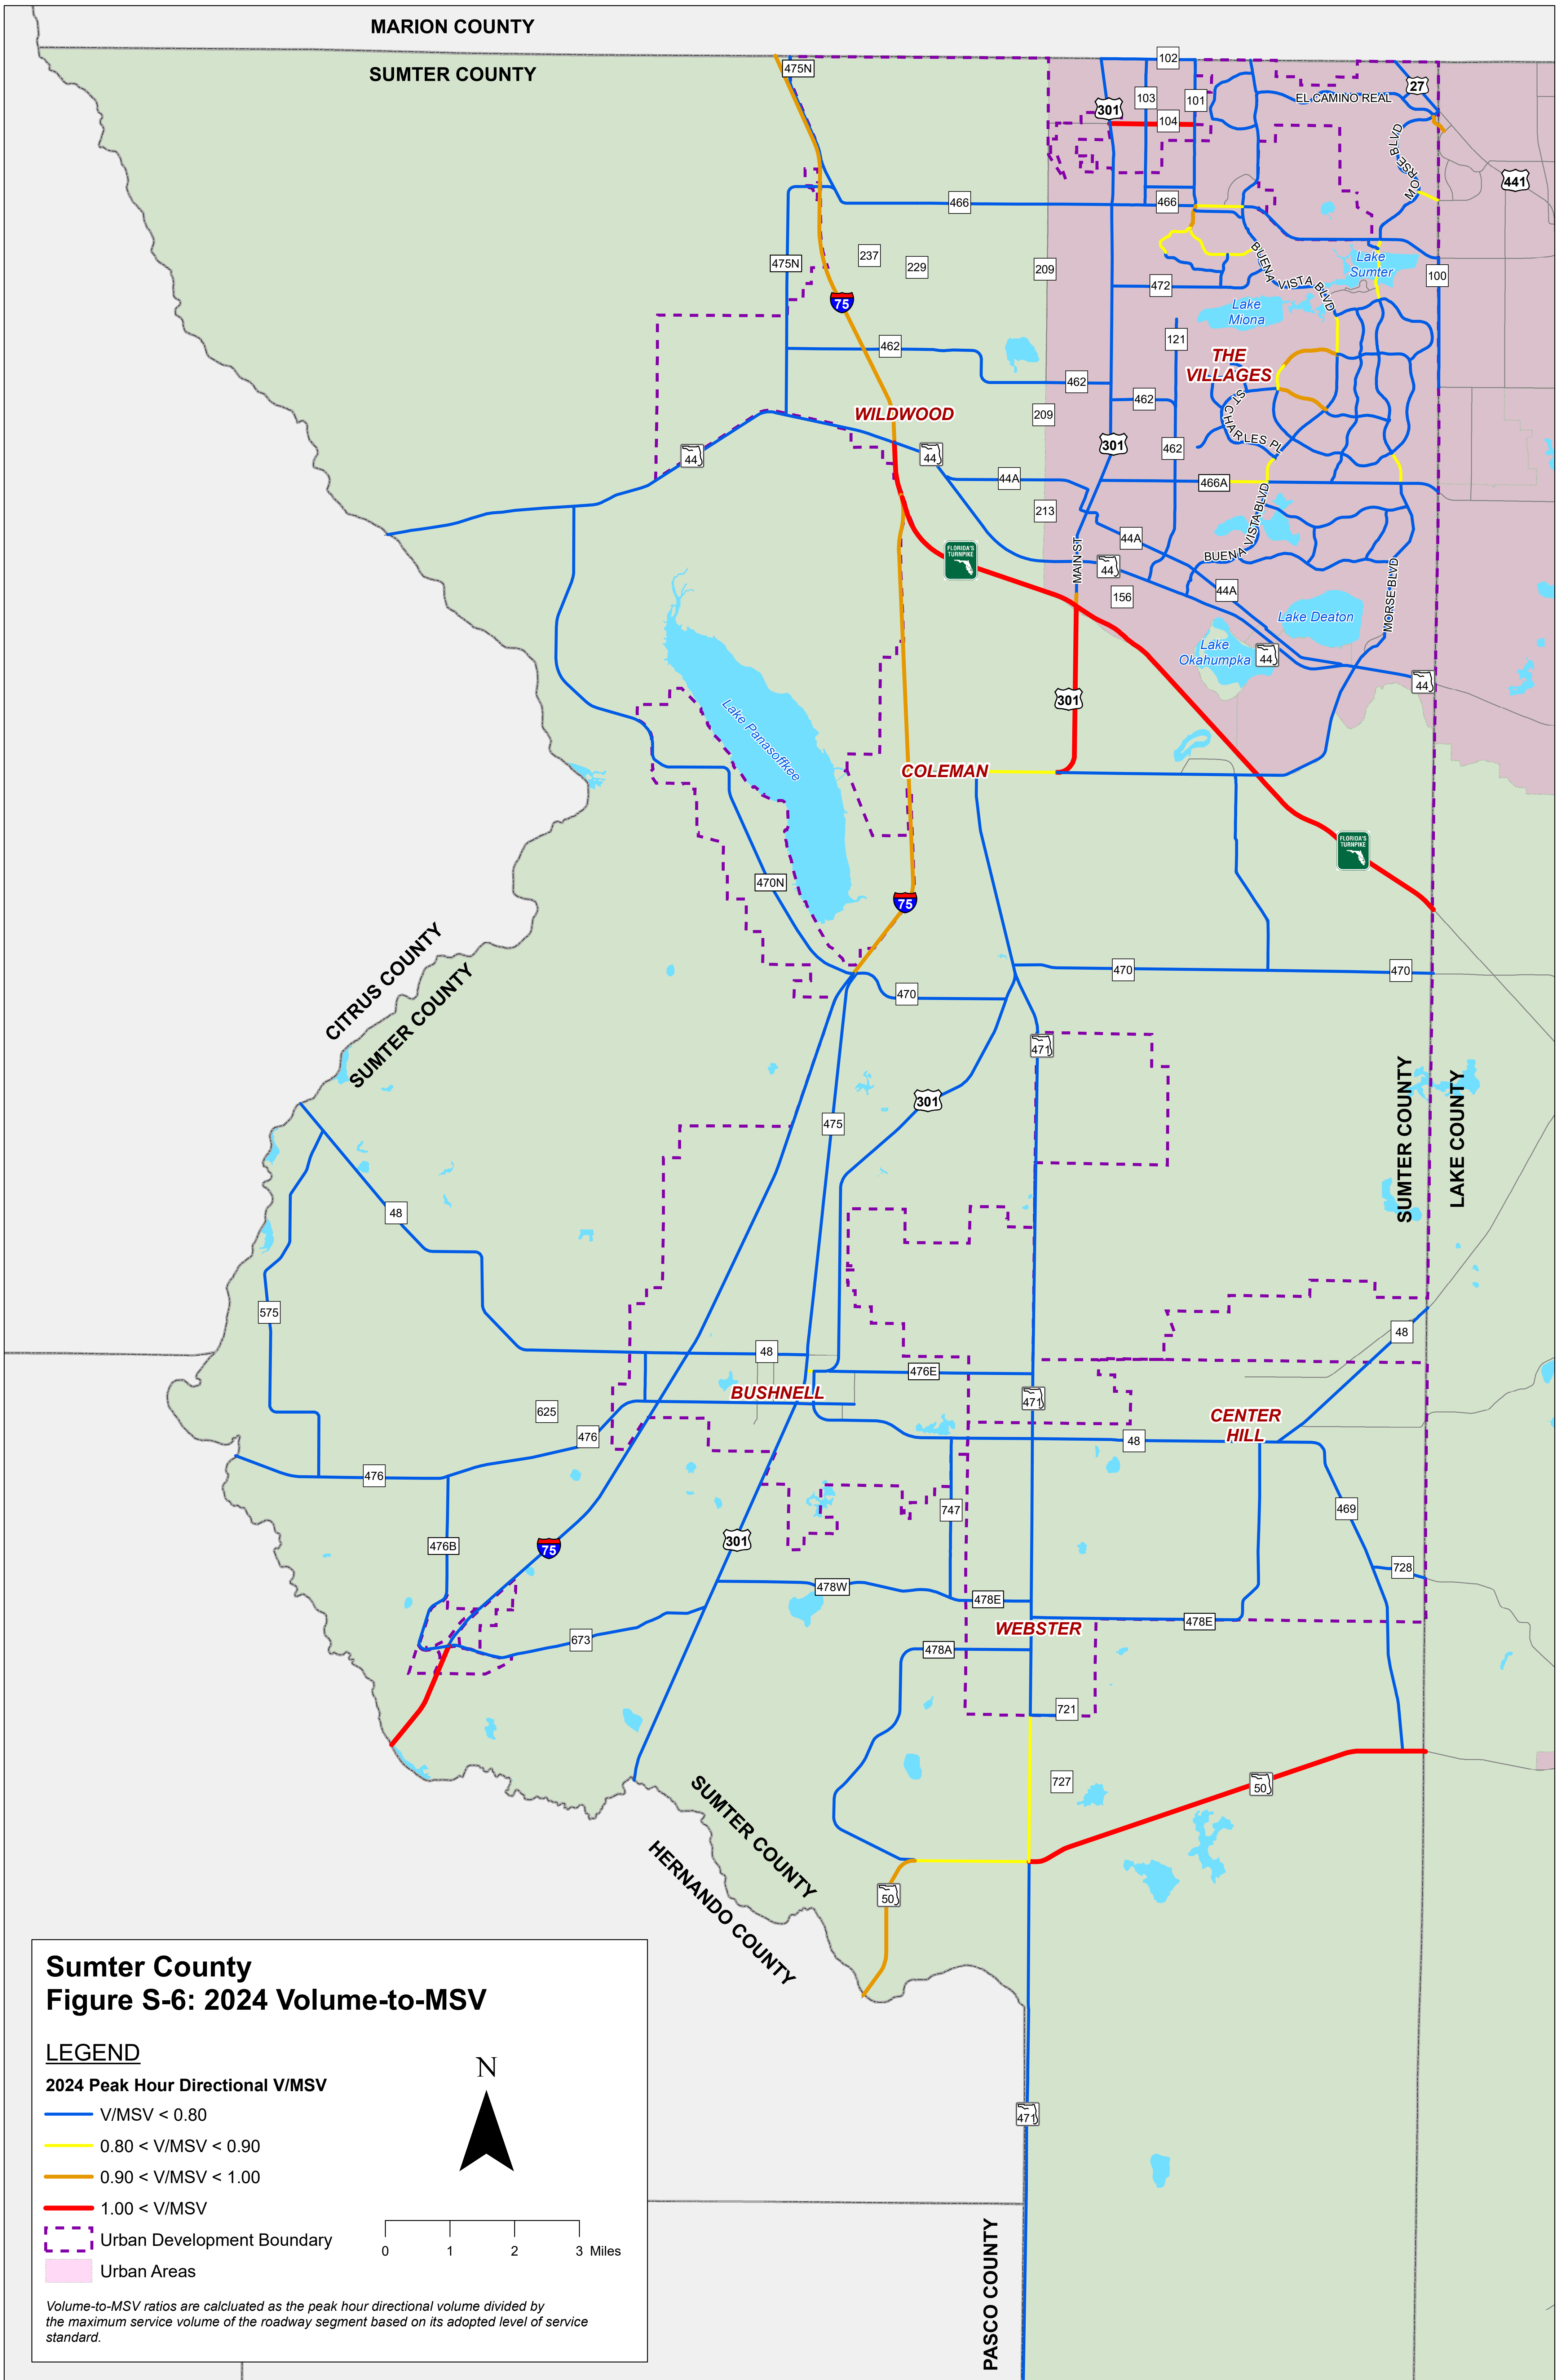 MARION COUNTY
SUMTER COUNTY
475N
102
27
103
101
EL CAMINO REAL
301
104
MORSE BLVD
441
466
466
237
229
209
475N
BUENA
VISTA BLVD
Lake
Sumter
100
472
75
Lake
Miona
121
462
THE
VILLAGES
462
462
WILDWOOD
209
ST
CHARLES PL
301
462
44
44
44A
466A
213
BUENA VISTA BLVD
FLORIDA'S
TURNPIKE
MAIN ST
44A
44
156
44A
Lake Deaton
MORSE BLVD
Lake
Okahumpka
44
44
301
Lake Panasoffkee
COLEMAN
FLORIDA'S
TURNPIKE
470N
75
CITRUS COUNTY
SUMTER COUNTY
470
470
470
471
301
475
SUMTER COUNTY
LAKE COUNTY
48
575
48
48
476E
BUSHNELL
471
625
CENTER
HILL
476
48
476
747
469
476B
75
301
728
478W
478E
478E
WEBSTER
673
478A
721
727
50
SUMTER COUNTY
HERNANDO COUNTY
50
471
PASCO COUNTY
Sumter County
Figure S-6: 2024 Volume-to-MSV
LEGEND
N
2024 Peak Hour Directional V/MSV
V/MSV < 0.80
0.80 < V/MSV < 0.90
0.90 < V/MSV < 1.00
1.00 < V/MSV
Urban Development Boundary
Urban Areas
0 1 2 3 Miles
Volume-to-MSV ratios are calcluated as the peak hour directional volume divided by
the maximum service volume of the roadway segment based on its adopted level of service
standard.